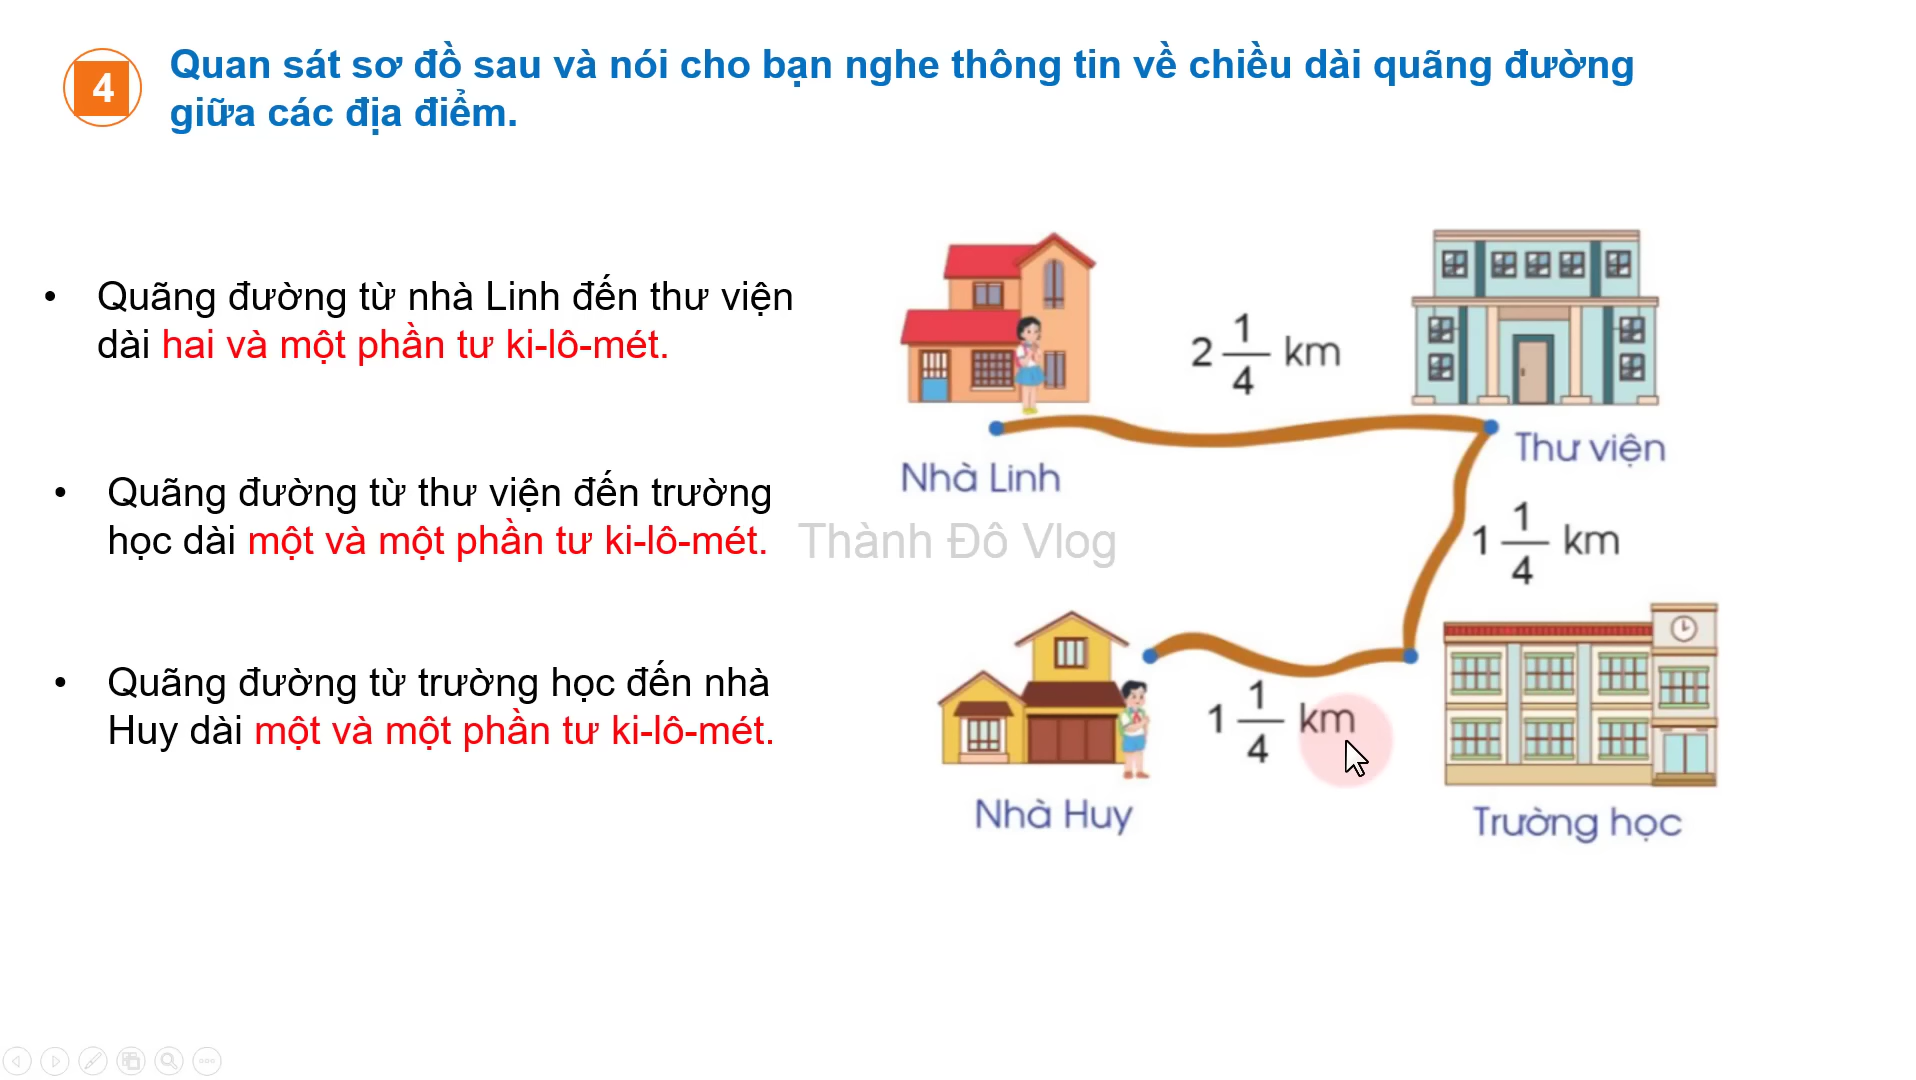 4
Quan sát sơ đồ sau và nói cho bạn nghe thông tin về chiều dài quãng đường
giữa các địa điểm.
• Quãng đường từ nhà Linh đến thư viện
dài hai và một phần tư ki-lô-mét.
• Quãng đường từ thư viện đến trường
học dài một và một phần tư ki-lô-mét.
• Quãng đường từ trường học đến nhà
Huy dài một và một phần tư ki-lô-mét.
2 1/4 km
Thư viện
Nhà Linh
Thành Đô Vlog
1 1/4 km
1 1/4 km
Nhà Huy
Trường học